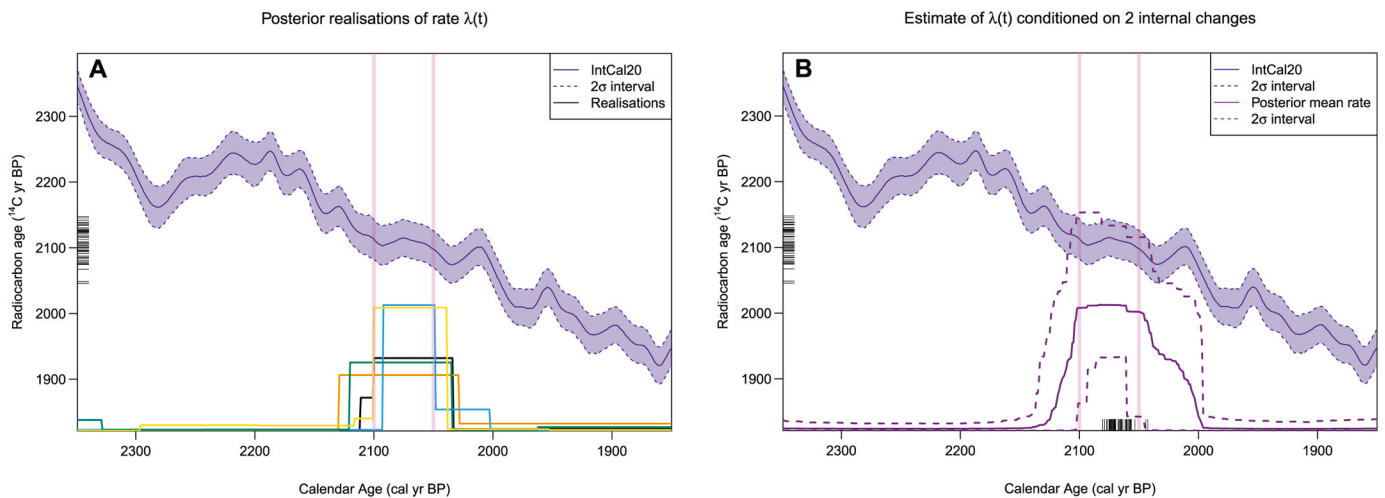 Posterior realisations of rate λ(t)
A
IntCal20
2σ interval
Realisations
Radiocarbon age (¹⁴C yr BP)
2300
2200
2100
2000
1900
2300
2200
2100
2000
1900
Calendar Age (cal yr BP)
Estimate of λ(t) conditioned on 2 internal changes
B
IntCal20
2σ interval
Posterior mean rate
2σ interval
Radiocarbon age (¹⁴C yr BP)
2300
2200
2100
2000
1900
2300
2200
2100
2000
1900
Calendar Age (cal yr BP)